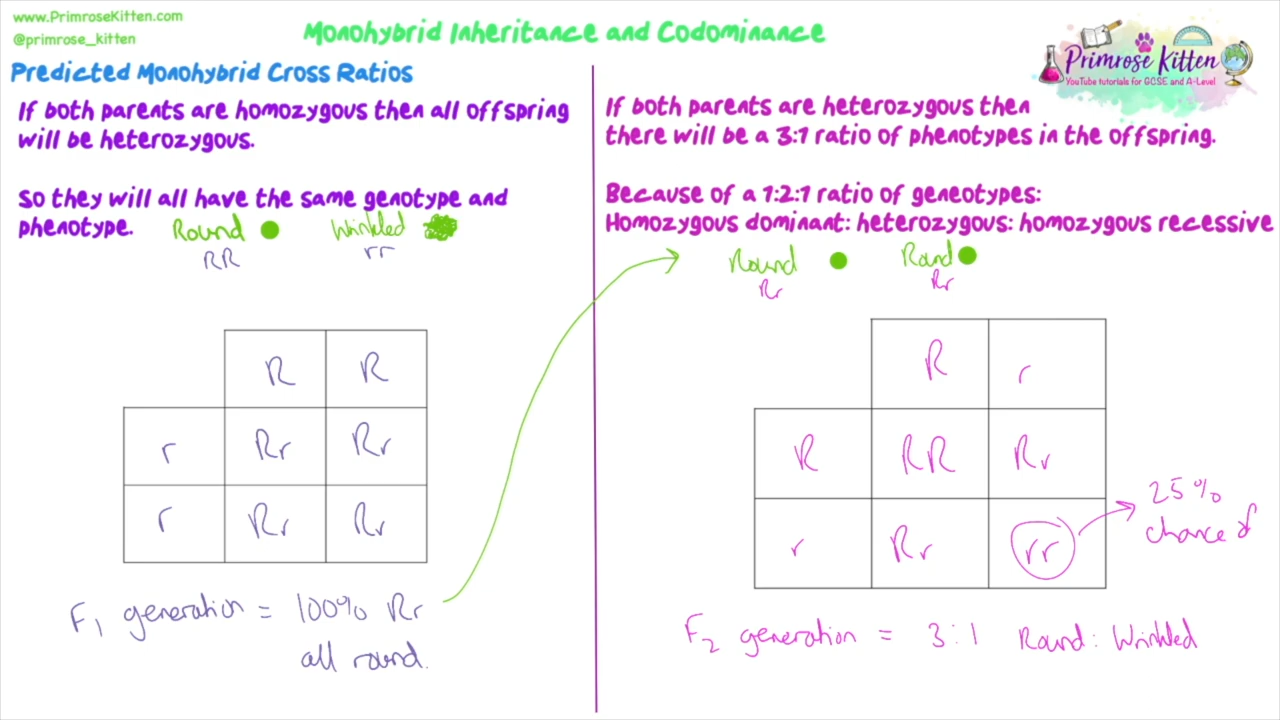 www.PrimroseKitten.com
@primrose_kitten
Monohybrid Inheritance and Codominance
Primrose Kitten
YouTube tutorials for GCSE and A-Level
Predicted Monohybrid Cross Ratios
If both parents are homozygous then all offspring
will be heterozygous.
So they will all have the same genotype and
phenotype.
Round
Wrinkled
RR
rr
R R
r Rr Rr
r Rr Rr
F1 generation = 100% Rr
all round.
If both parents are heterozygous then
there will be a 3:1 ratio of phenotypes in the offspring.
Because of a 1:2:1 ratio of geneotypes:
Homozygous dominant: heterozygous: homozygous recessive
Round
Round
Rr
Rr
R r
R RR Rr
r Rr rr
25%
chance of
F2 generation = 3:1 Round: Wrinkled